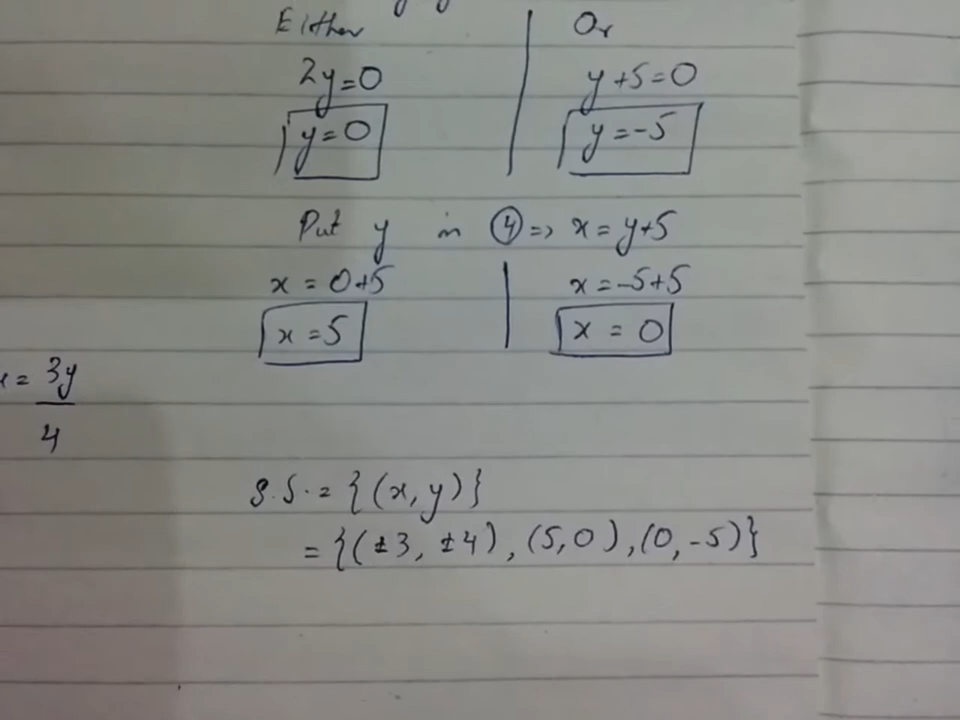 Either Or
2y=0 y+5=0
y=0 y=-5
Put y in ④ => x=y+5
x = 0+5 x=-5+5
x=5 x = 0
x = 3y
4
S.S. = {(x,y)}
= {(±3, ±4), (5,0), (0,-5)}